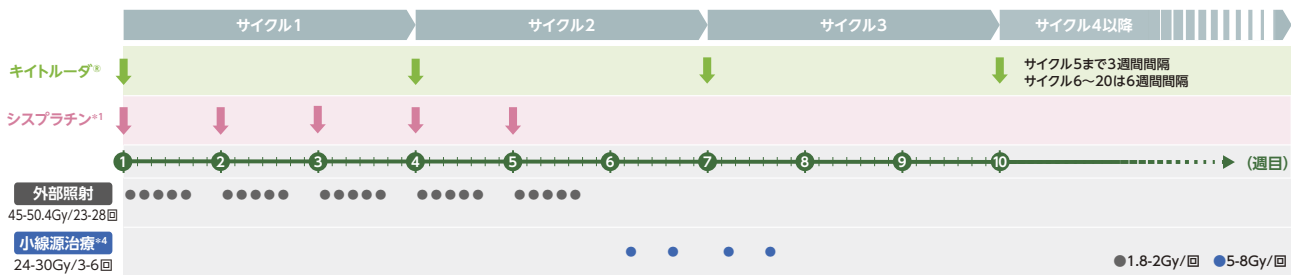 サイクル1 サイクル2 サイクル3 サイクル4以降
キイトルーダ® サイクル5まで3週間間隔
サイクル6～20は6週間間隔
シスプラチン*1
1 2 3 4 5 6 7 8 9 10 (週目)
外部照射
45-50.4Gy/23-28回
小線源治療*4
24-30Gy/3-6回
●1.8-2Gy/回 ●5-8Gy/回